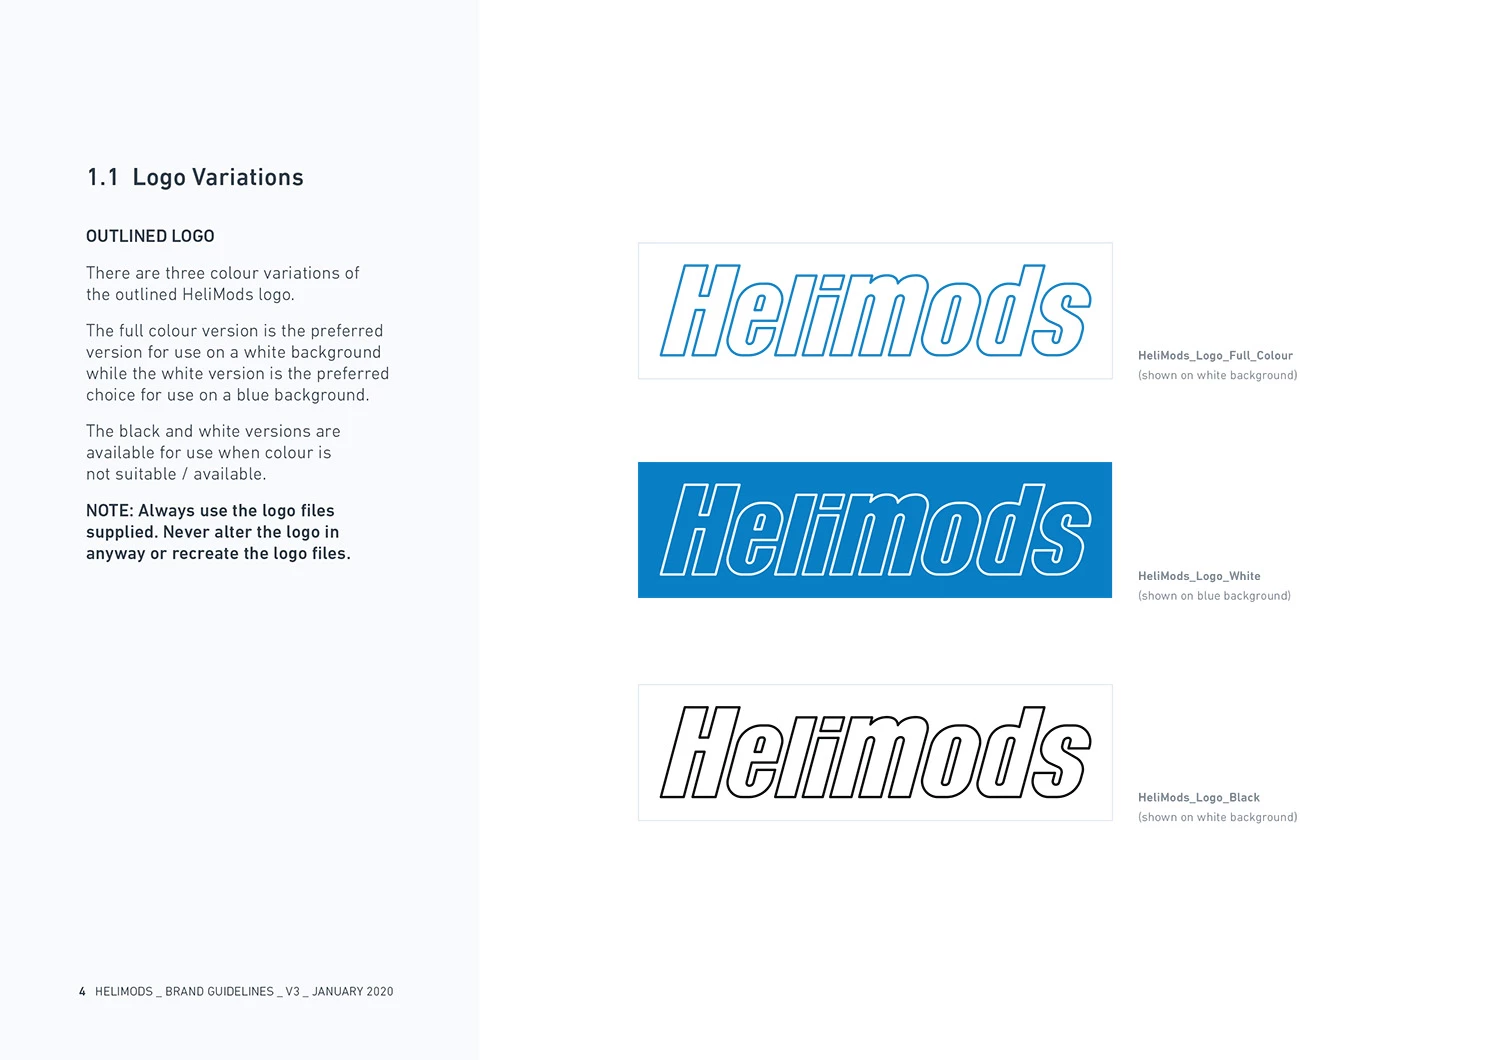 1.1 Logo Variations
OUTLINED LOGO
There are three colour variations of
the outlined HeliMods logo.
The full colour version is the preferred
version for use on a white background
while the white version is the preferred
choice for use on a blue background.
The black and white versions are
available for use when colour is
not suitable / available.
NOTE: Always use the logo files
supplied. Never alter the logo in
anyway or recreate the logo files.
Helimods
HeliMods_Logo_Full_Colour
(shown on white background)
Helimods
HeliMods_Logo_White
(shown on blue background)
Helimods
HeliMods_Logo_Black
(shown on white background)
4 HELIMODS _ BRAND GUIDELINES _ V3 _ JANUARY 2020